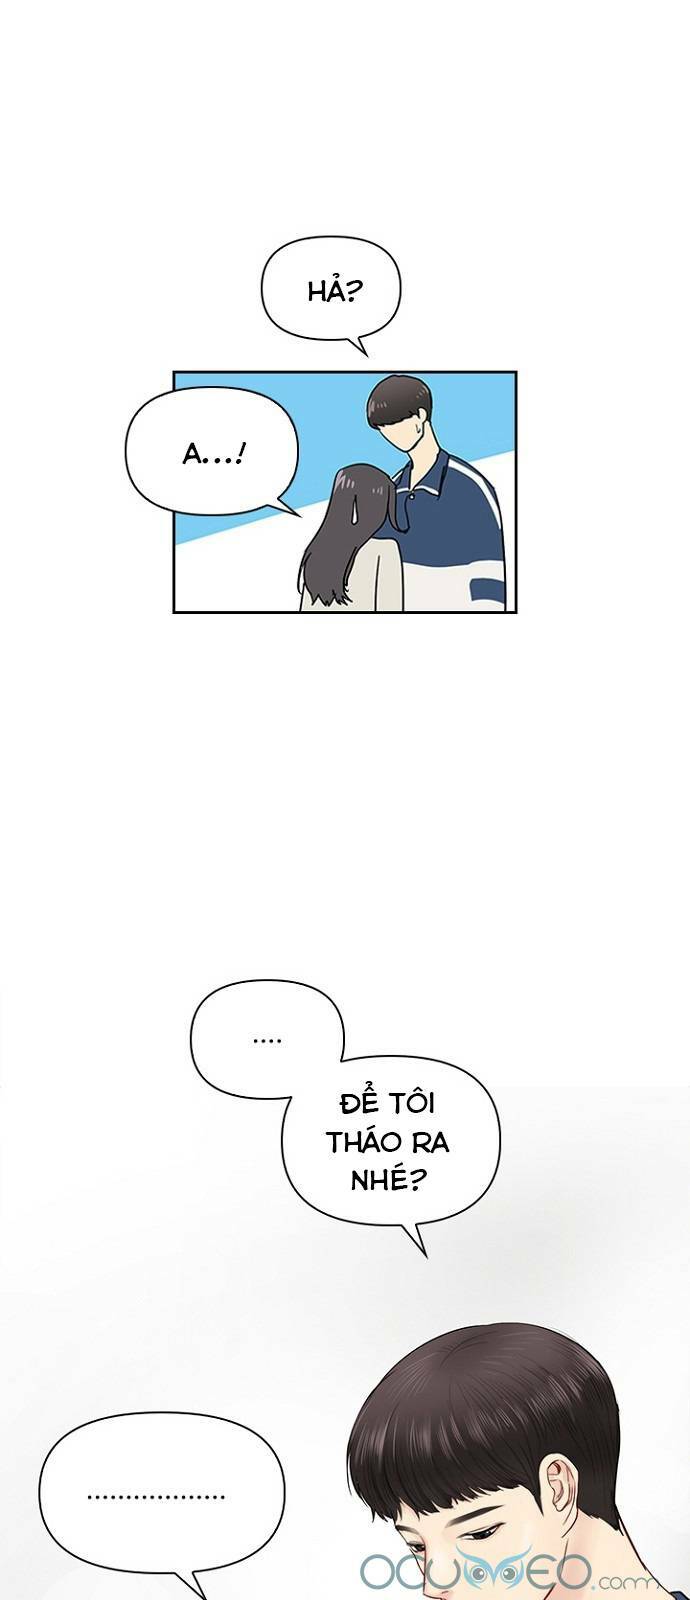 HẢ?
A...!
....
ĐỂ TÔI
THÁO RA
NHÉ?
..................
OCUMEO.com